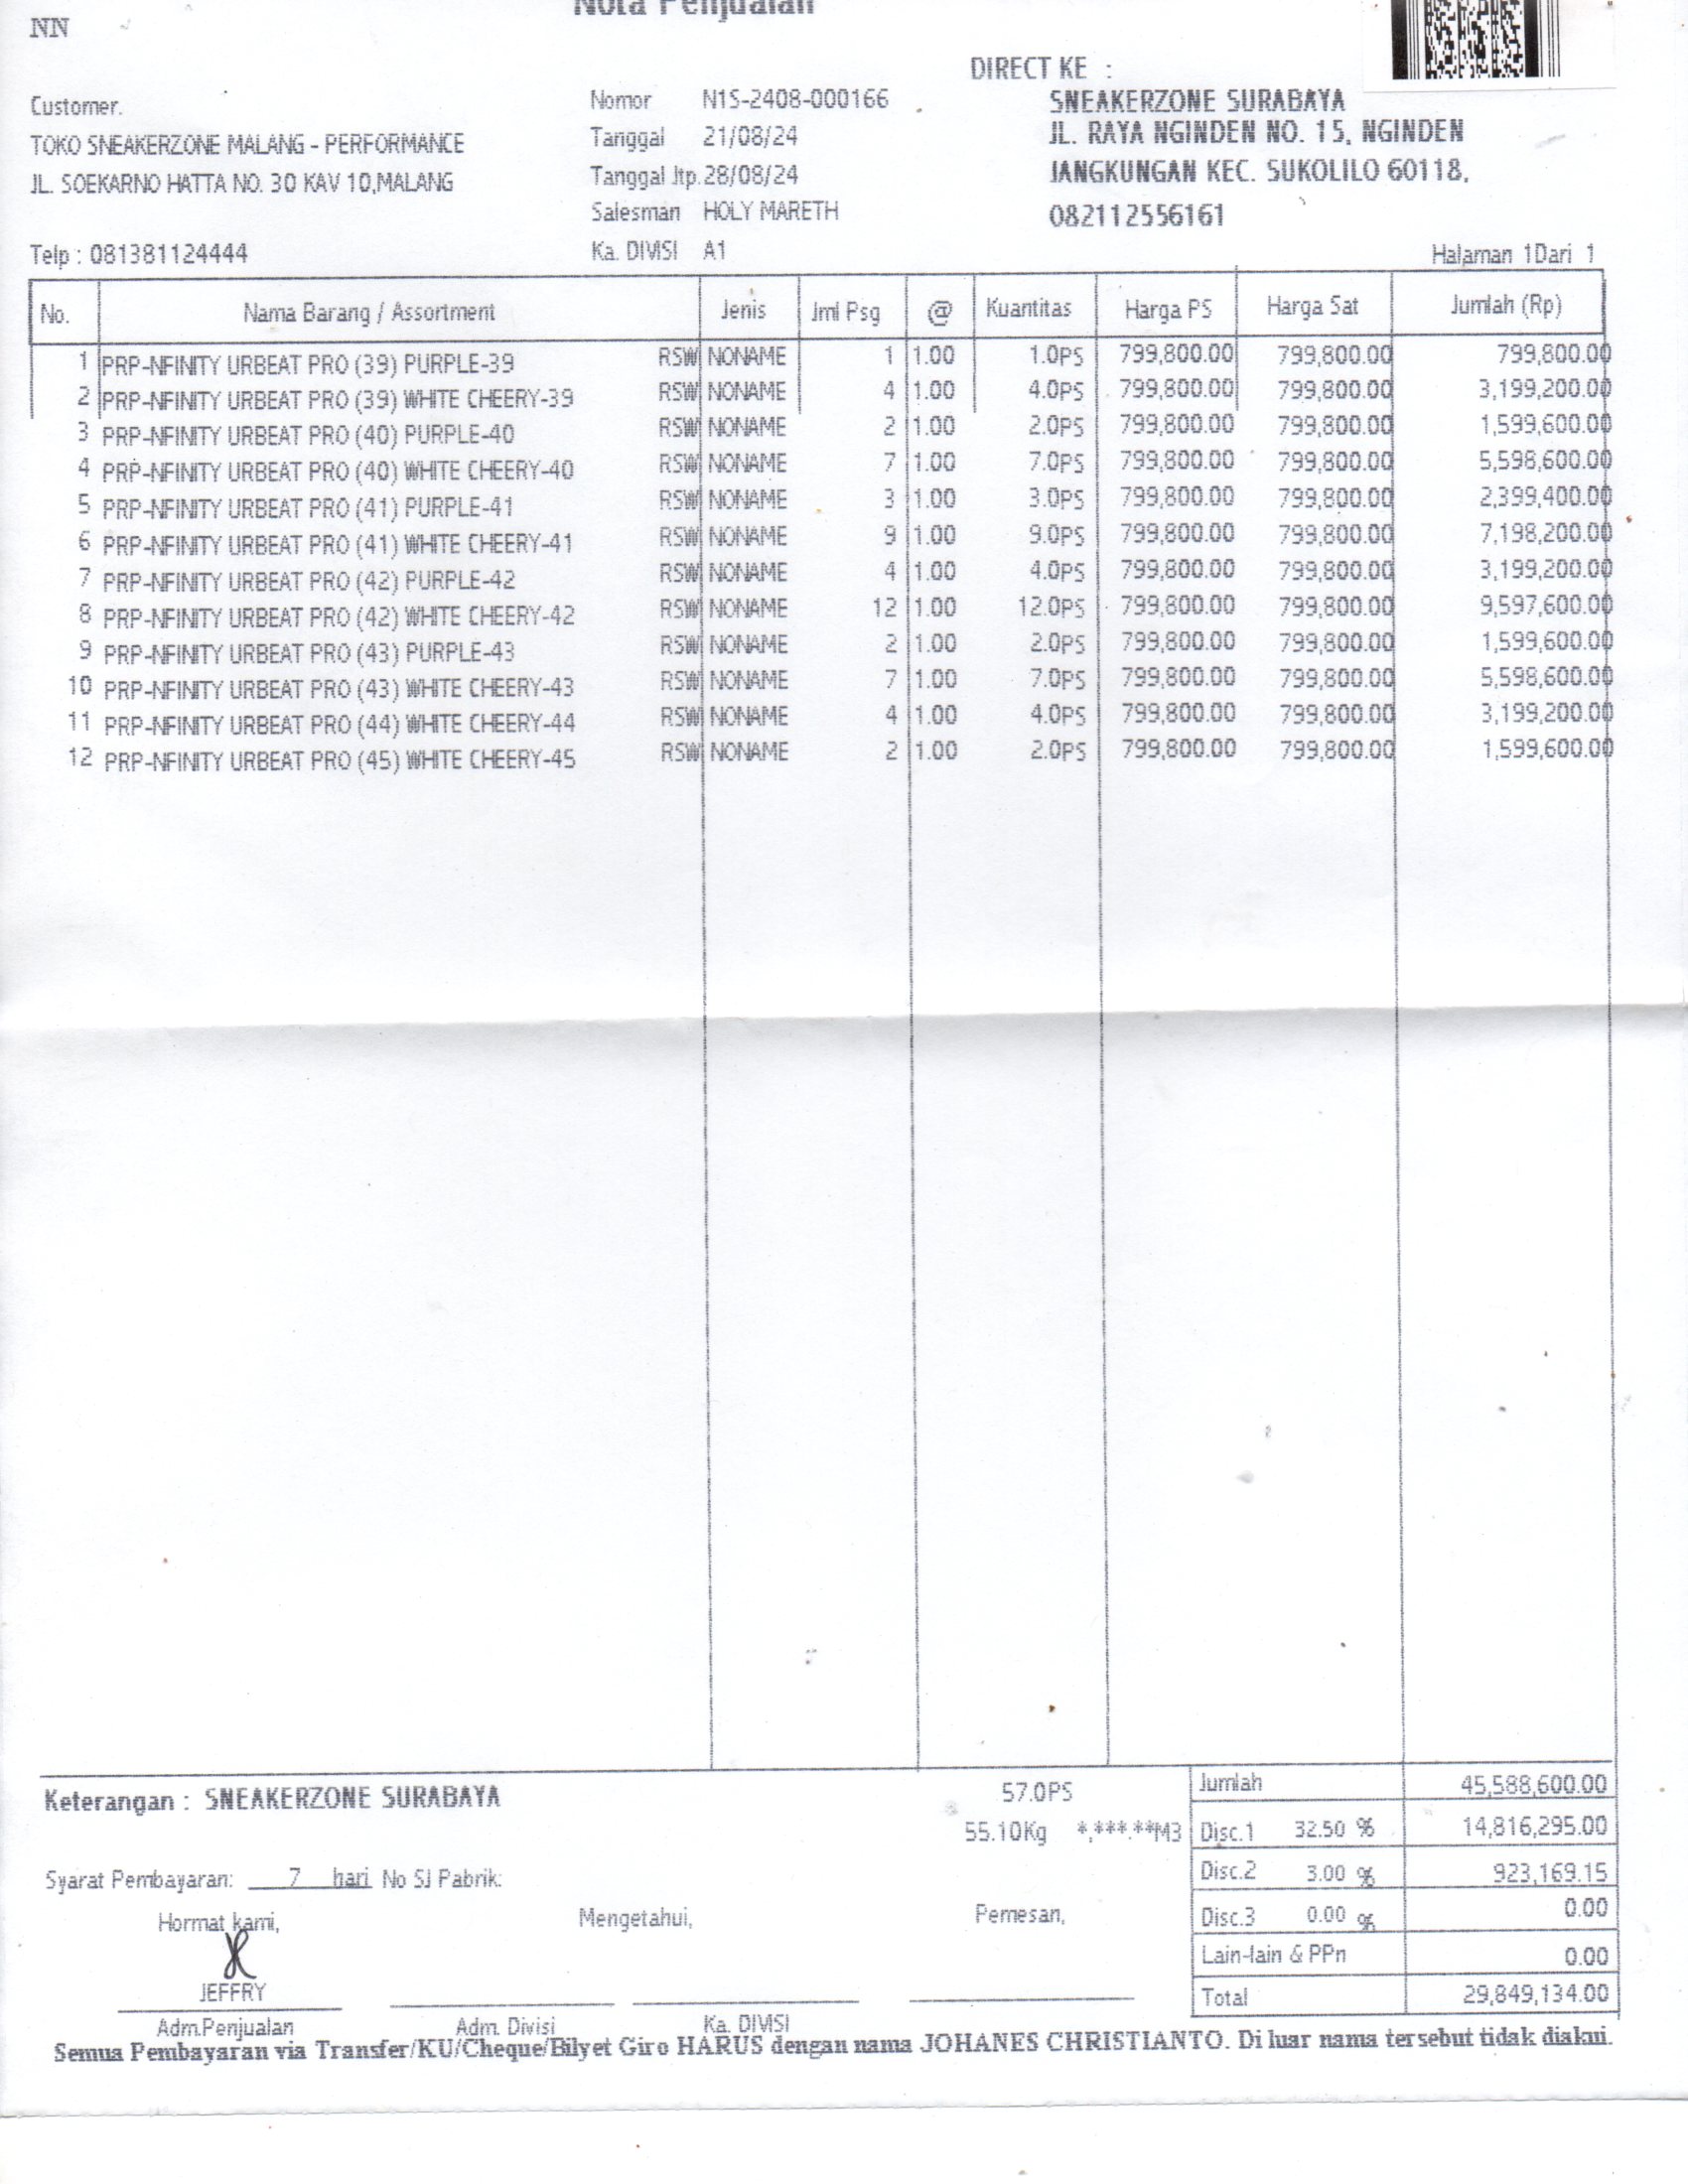 Nota Penjualan
NN
DIRECT KE :
Customer.
TOKO SNEAKERZONE MALANG - PERFORMANCE
JL. SOEKARNO HATTA NO. 30 KAV 10,MALANG
Telp : 081381124444
Nomor N1S-2408-000166
Tanggal 21/08/24
Tanggal Jtp. 28/08/24
Salesman HOLY MARETH
Ka. DIVISI A1
SNEAKERZONE SURABAYA
JL. RAYA NGINDEN NO. 15, NGINDEN
JANGKUNGAN KEC. SUKOLILO 60118,
082112556161
Halaman 1Dari 1
No. Nama Barang / Assortment Jenis Jml Psg @ Kuantitas Harga PS Harga Sat Jumlah (Rp)
1 PRP-NFINITY URBEAT PRO (39) PURPLE-39 RSW NONAME 1 1.00 1.0PS 799,800.00 799,800.00 799,800.00
2 PRP-NFINITY URBEAT PRO (39) WHITE CHEERY-39 RSW NONAME 4 1.00 4.0PS 799,800.00 799,800.00 3,199,200.00
3 PRP-NFINITY URBEAT PRO (40) PURPLE-40 RSW NONAME 2 1.00 2.0PS 799,800.00 799,800.00 1,599,600.00
4 PRP-NFINITY URBEAT PRO (40) WHITE CHEERY-40 RSW NONAME 7 1.00 7.0PS 799,800.00 799,800.00 5,598,600.00
5 PRP-NFINITY URBEAT PRO (41) PURPLE-41 RSW NONAME 3 1.00 3.0PS 799,800.00 799,800.00 2,399,400.00
6 PRP-NFINITY URBEAT PRO (41) WHITE CHEERY-41 RSW NONAME 9 1.00 9.0PS 799,800.00 799,800.00 7,198,200.00
7 PRP-NFINITY URBEAT PRO (42) PURPLE-42 RSW NONAME 4 1.00 4.0PS 799,800.00 799,800.00 3,199,200.00
8 PRP-NFINITY URBEAT PRO (42) WHITE CHEERY-42 RSW NONAME 12 1.00 12.0PS 799,800.00 799,800.00 9,597,600.00
9 PRP-NFINITY URBEAT PRO (43) PURPLE-43 RSW NONAME 2 1.00 2.0PS 799,800.00 799,800.00 1,599,600.00
10 PRP-NFINITY URBEAT PRO (43) WHITE CHEERY-43 RSW NONAME 7 1.00 7.0PS 799,800.00 799,800.00 5,598,600.00
11 PRP-NFINITY URBEAT PRO (44) WHITE CHEERY-44 RSW NONAME 4 1.00 4.0PS 799,800.00 799,800.00 3,199,200.00
12 PRP-NFINITY URBEAT PRO (45) WHITE CHEERY-45 RSW NONAME 2 1.00 2.0PS 799,800.00 799,800.00 1,599,600.00
Keterangan : SNEAKERZONE SURABAYA
57.0PS
55.10Kg *,***.**M3
Syarat Pembayaran: 7 hari No SJ Pabrik:
Jumlah 45,588,600.00
Disc.1 32.50 % 14,816,295.00
Disc.2 3.00 % 923,169.15
Disc.3 0.00 % 0.00
Lain-lain & PPn 0.00
Total 29,849,134.00
Hormat kami, Mengetahui, Pemesan,
JEFFRY
Adm.Penjualan Adm. Divisi Ka. DIVISI
Semua Pembayaran via Transfer/KU/Cheque/Bilyet Giro HARUS dengan nama JOHANES CHRISTIANTO. Di luar nama tersebut tidak diakui.